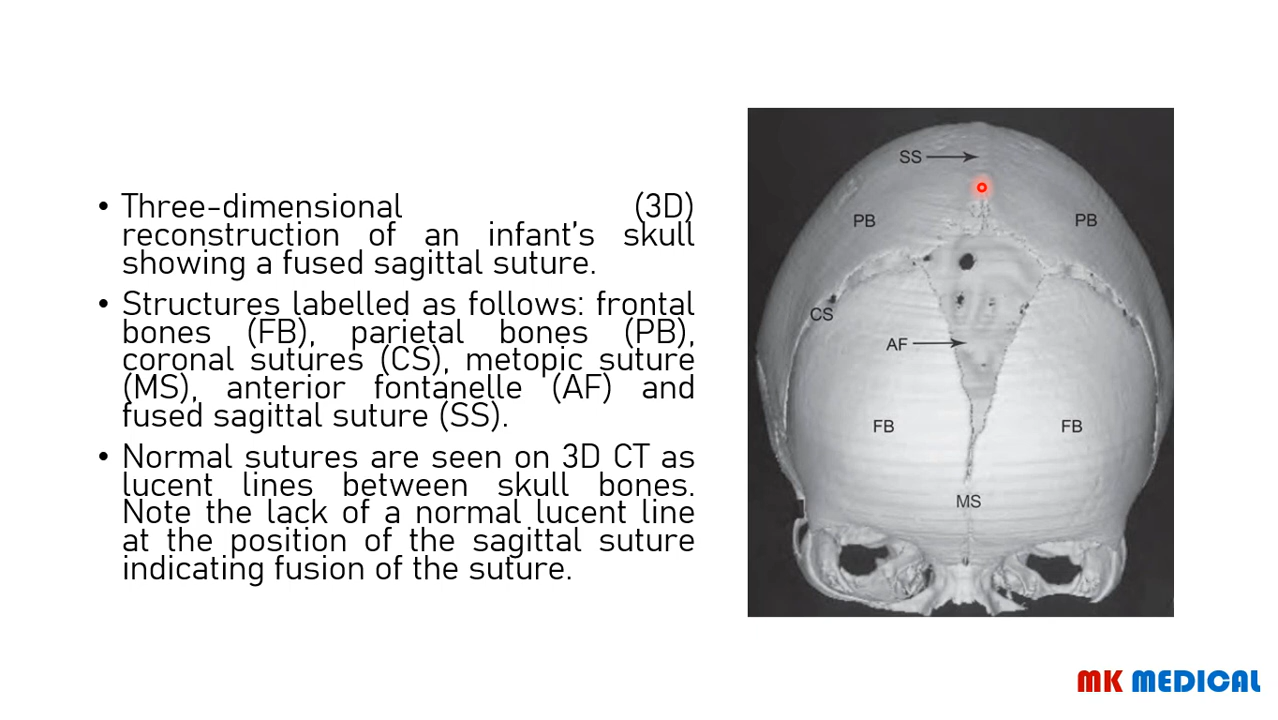 • Three-dimensional (3D)
reconstruction of an infant's skull
showing a fused sagittal suture.
• Structures labelled as follows: frontal
bones (FB), parietal bones (PB),
coronal sutures (CS), metopic suture
(MS), anterior fontanelle (AF) and
fused sagittal suture (SS).
• Normal sutures are seen on 3D CT as
lucent lines between skull bones.
Note the lack of a normal lucent line
at the position of the sagittal suture
indicating fusion of the suture.
SS
PB PB
CS
AF
FB FB
MS
MK MEDICAL